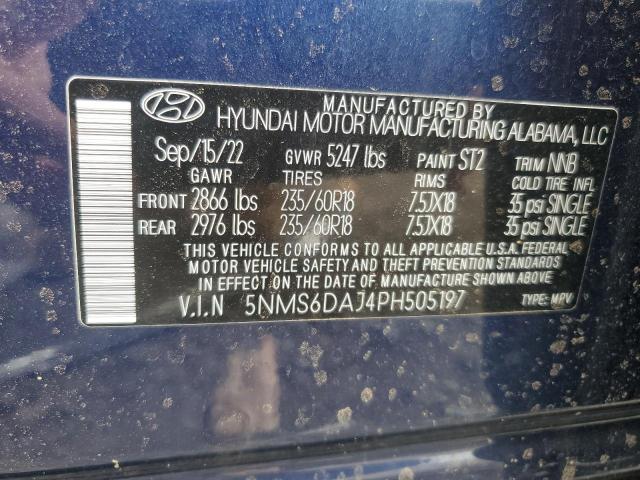 MANUFACTURED BY
HYUNDAI MOTOR MANUFACTURING ALABAMA, LLC
Sep/15/22 GVWR 5247 lbs PAINT ST2 TRIM NNB
GAWR TIRES RIMS COLD TIRE INFL
FRONT 2866 lbs 235/60R18 7.5JX18 35 psi SINGLE
REAR 2976 lbs 235/60R18 7.5JX18 35 psi SINGLE
THIS VEHICLE CONFORMS TO ALL APPLICABLE U.S.A. FEDERAL
MOTOR VEHICLE SAFETY AND THEFT PREVENTION STANDARDS
IN EFFECT ON THE DATE OF MANUFACTURE SHOWN ABOVE.
V.I.N 5NMS6DAJ4PH505197 TYPE: MPV